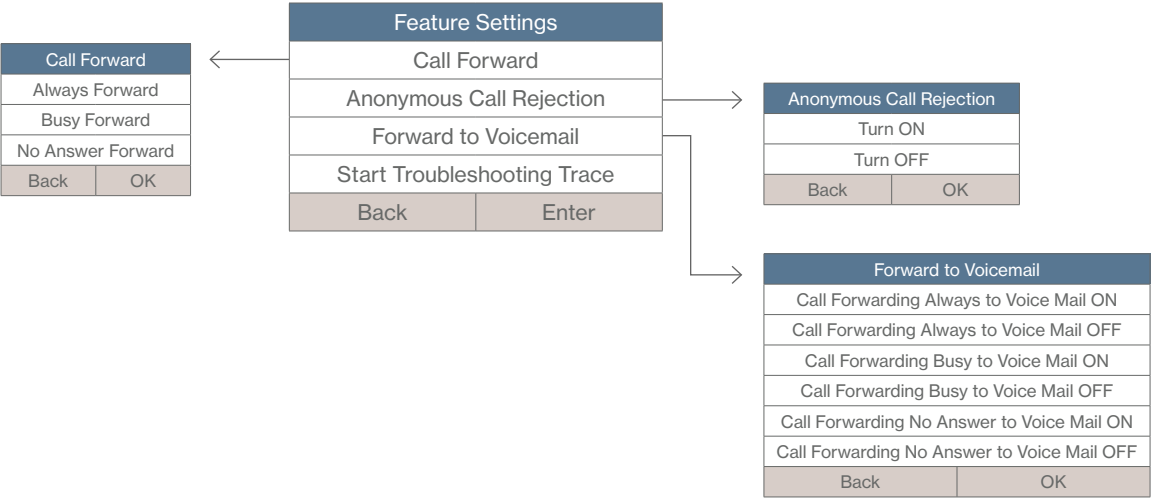 Feature Settings
Call Forward
Anonymous Call Rejection
Forward to Voicemail
Start Troubleshooting Trace
Back Enter
Call Forward
Always Forward
Busy Forward
No Answer Forward
Back OK
Anonymous Call Rejection
Turn ON
Turn OFF
Back OK
Forward to Voicemail
Call Forwarding Always to Voice Mail ON
Call Forwarding Always to Voice Mail OFF
Call Forwarding Busy to Voice Mail ON
Call Forwarding Busy to Voice Mail OFF
Call Forwarding No Answer to Voice Mail ON
Call Forwarding No Answer to Voice Mail OFF
Back OK